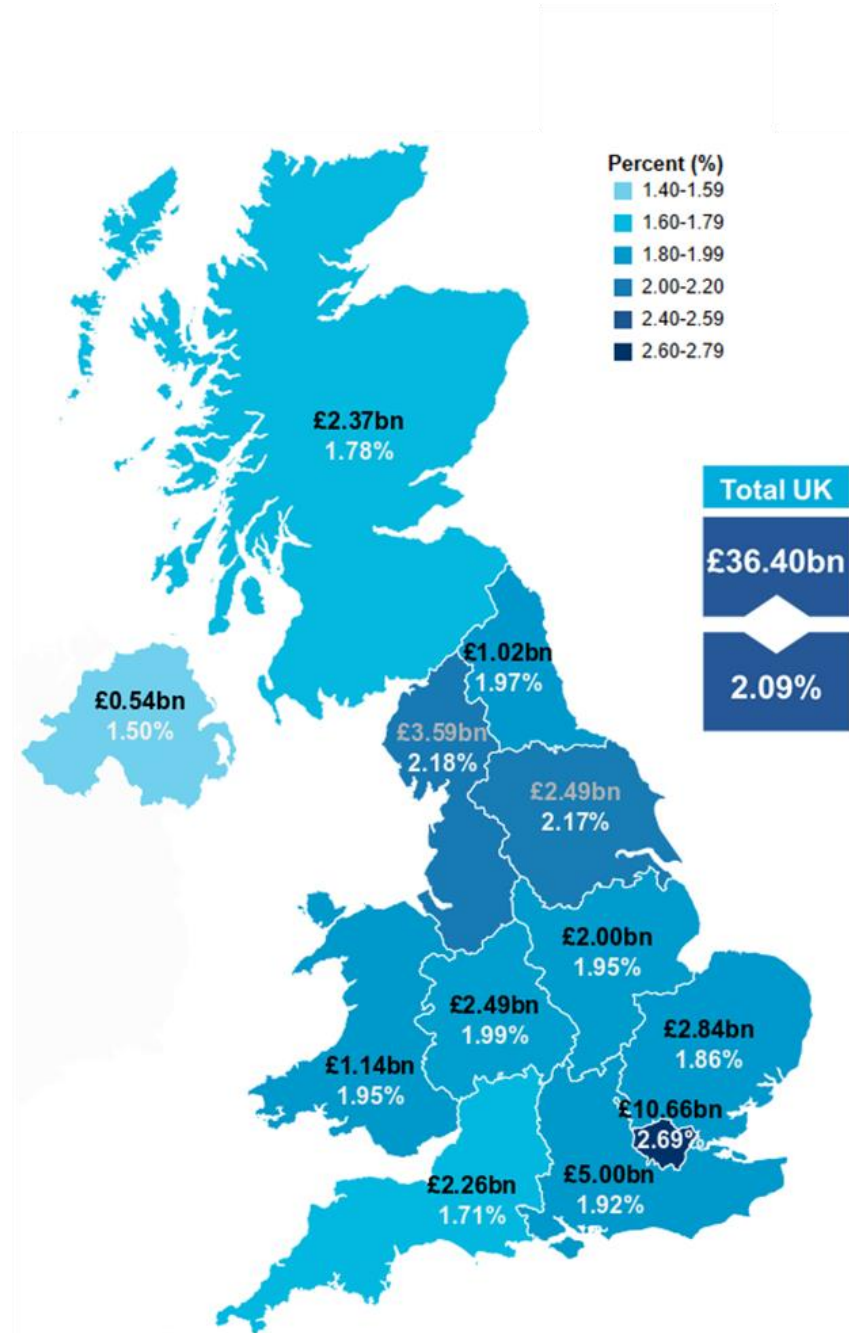 Percent (%)
1.40-1.59
1.60-1.79
1.80-1.99
2.00-2.20
2.40-2.59
2.60-2.79
£2.37bn
1.78%
Total UK
£36.40bn
2.09%
£1.02bn
1.97%
£0.54bn
1.50%
£3.59bn
2.18%
£2.49bn
2.17%
£2.00bn
1.95%
£2.49bn
1.99%
£2.84bn
1.86%
£1.14bn
1.95%
£10.66bn
2.69%
£5.00bn
1.92%
£2.26bn
1.71%